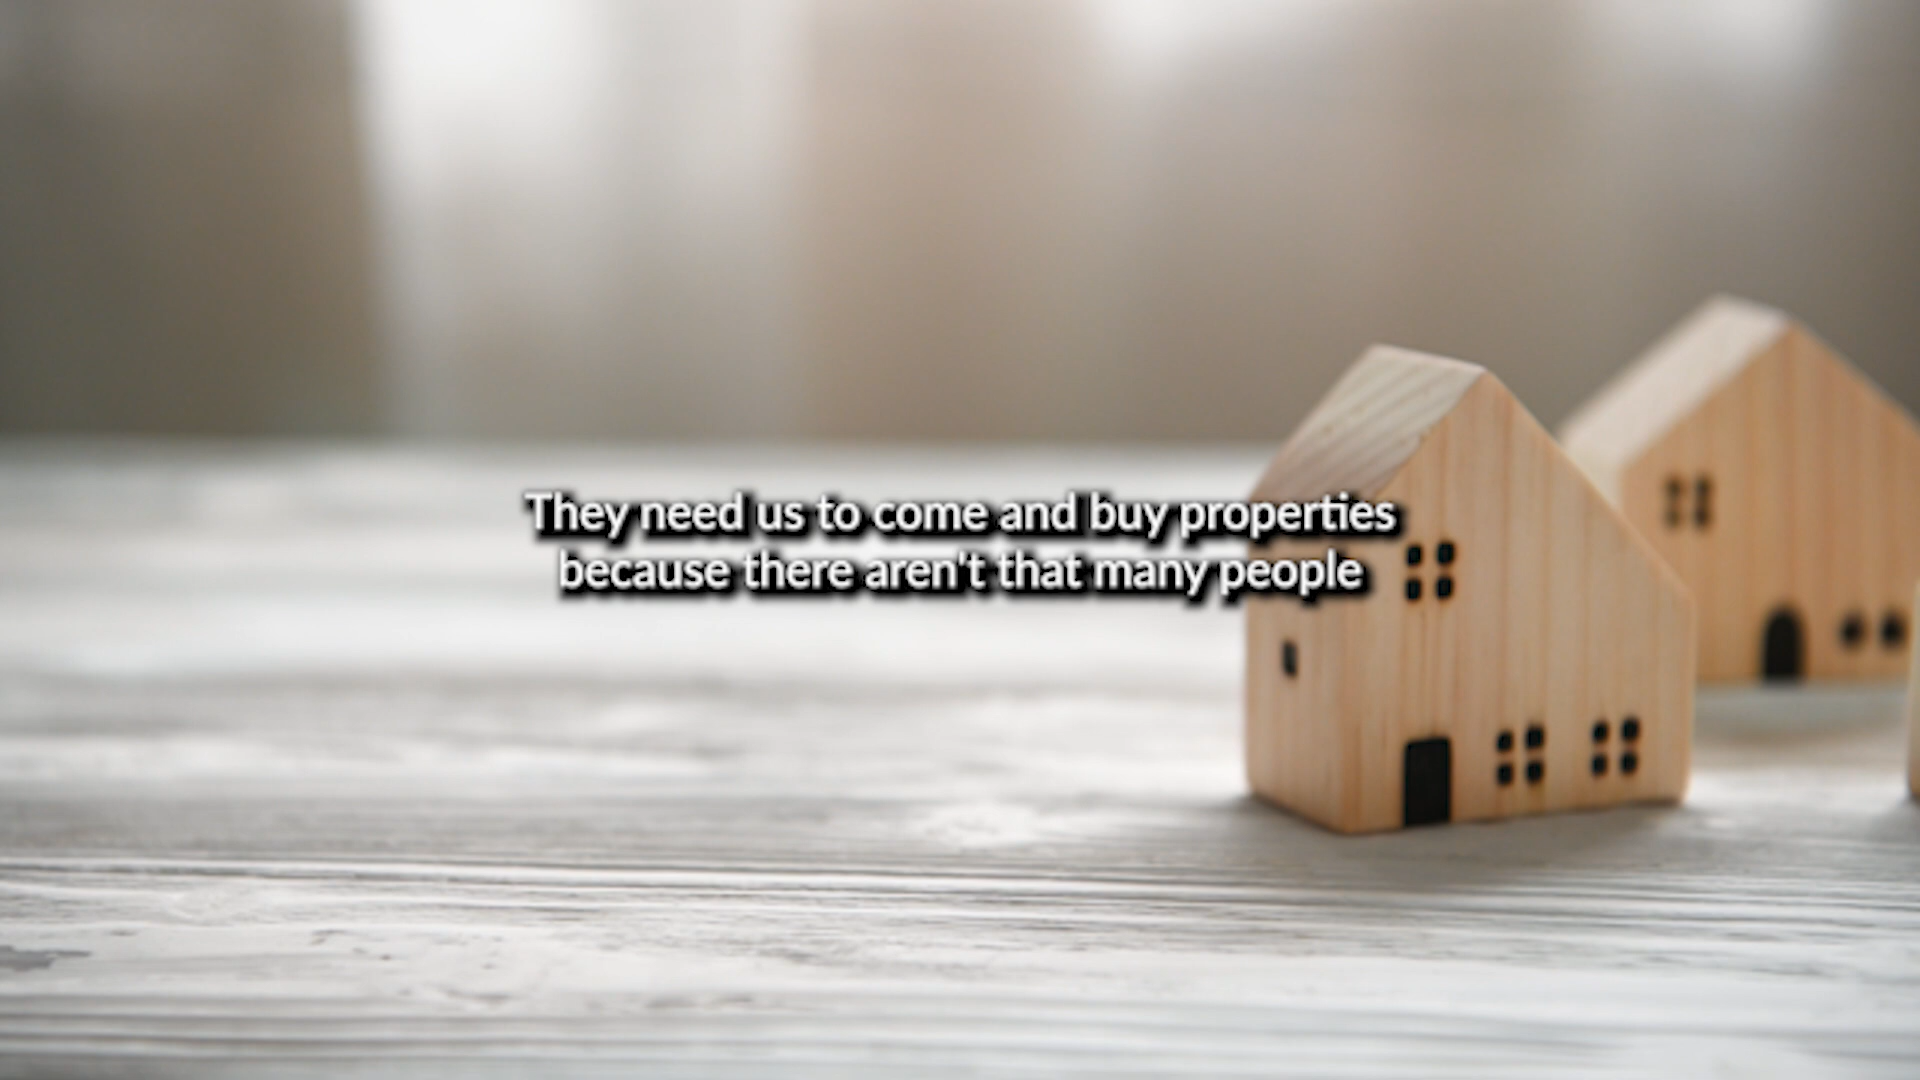 They need us to come and buy properties
because there aren't that many people